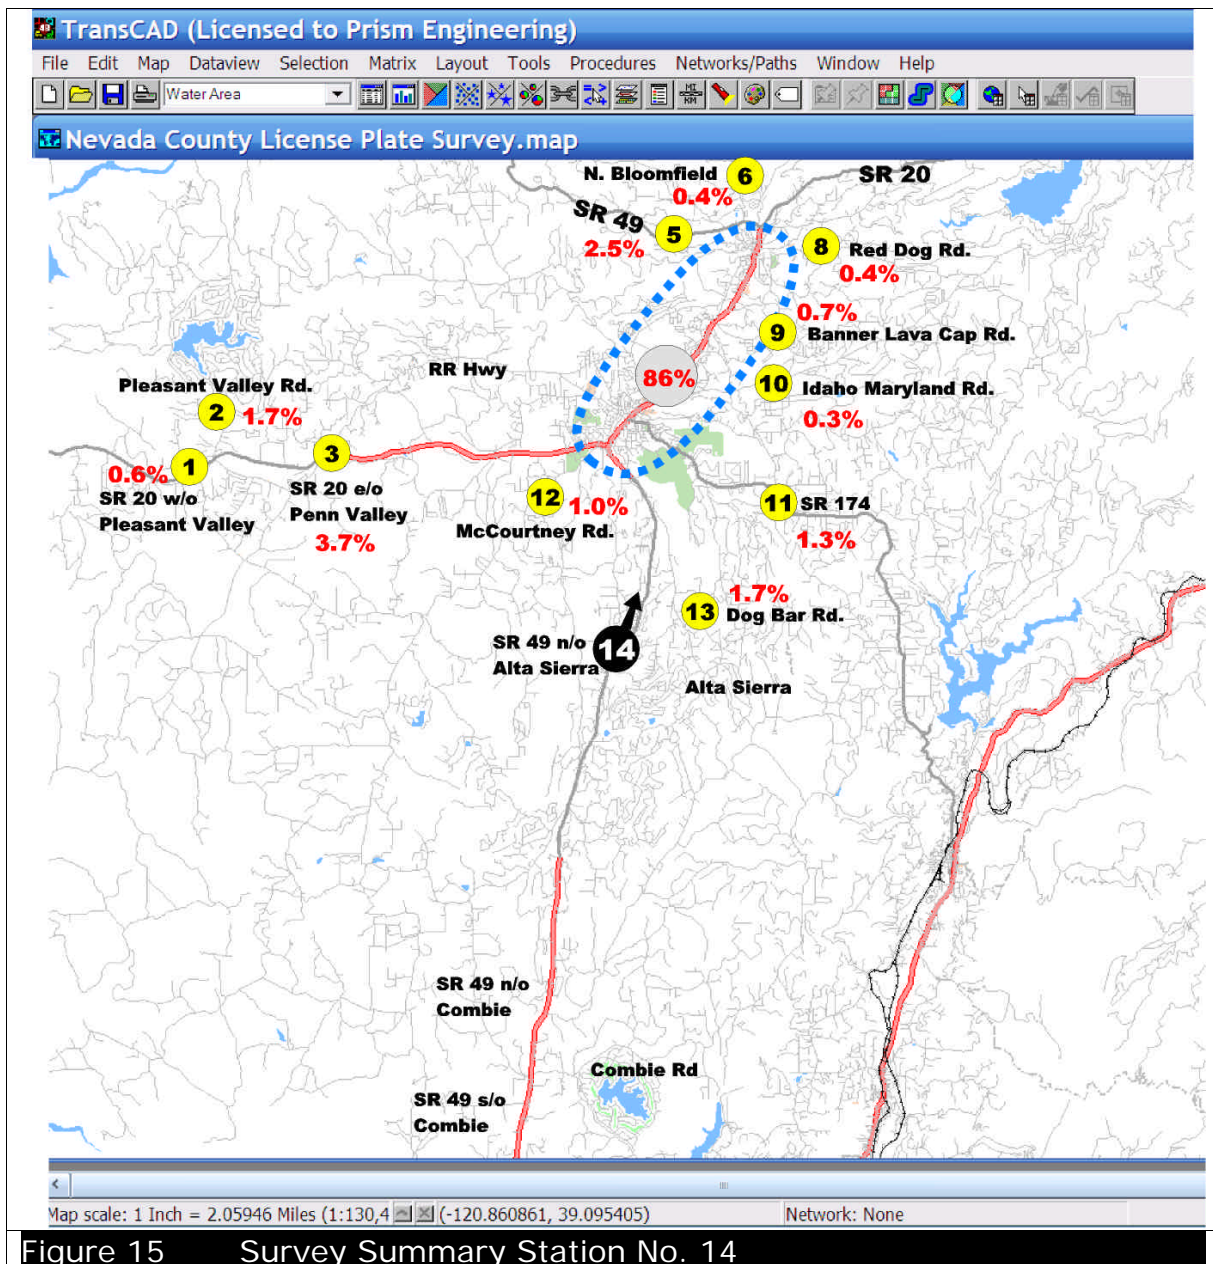 TransCAD (Licensed to Prism Engineering)
File Edit Map Dataview Selection Matrix Layout Tools Procedures Networks/Paths Window Help
Water Area
MI
KM
Nevada County License Plate Survey.map
N. Bloomfield 6
0.4%
SR 20
SR 49
5
2.5%
8
Red Dog Rd.
0.4%
0.7%
9
Banner Lava Cap Rd.
RR Hwy
86%
10
Idaho Maryland Rd.
0.3%
Pleasant Valley Rd.
2
1.7%
3
1
0.6%
SR 20 w/o
Pleasant Valley
SR 20 e/o
Penn Valley
3.7%
12
1.0%
McCourtney Rd.
11
SR 174
1.3%
1.7%
13
Dog Bar Rd.
SR 49 n/o
Alta Sierra
14
Alta Sierra
SR 49 n/o
Combie
Combie Rd
SR 49 s/o
Combie
Map scale: 1 Inch = 2.05946 Miles (1:130,4
(-120.860861, 39.095405)
Network: None
Figure 15 Survey Summary Station No. 14